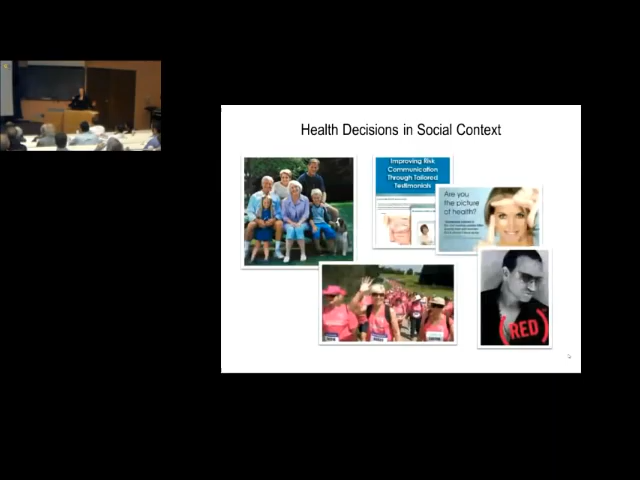 Health Decisions in Social Context
Improving Risk
Communication
Through Tailored
Testimonials
Are you
the picture
of health?
(RED)